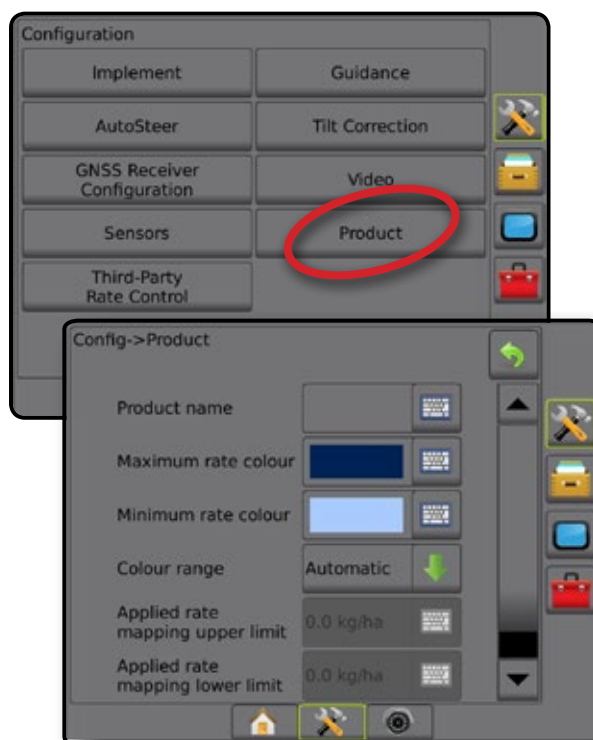 Configuration
Implement
Guidance
AutoSteer
Tilt Correction
GNSS Receiver
Configuration
Video
Sensors
Product
Third-Party
Rate Control
Config->Product
Product name
Maximum rate colour
Minimum rate colour
Colour range
Automatic
Applied rate
mapping upper limit
0.0 kg/ha
Applied rate
mapping lower limit
0.0 kg/ha